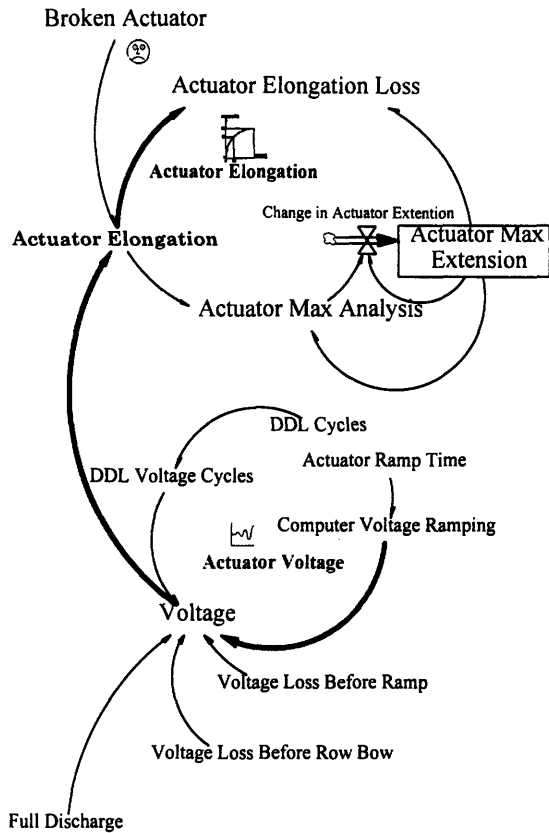 Broken Actuator
Actuator Elongation Loss
Actuator Elongation
Change in Actuator Extention
Actuator Elongation
Actuator Max
Extension
Actuator Max Analysis
DDL Cycles
Actuator Ramp Time
DDL Voltage Cycles
Computer Voltage Ramping
Actuator Voltage
Voltage
Voltage Loss Before Ramp
Voltage Loss Before Row Bow
Full Discharge